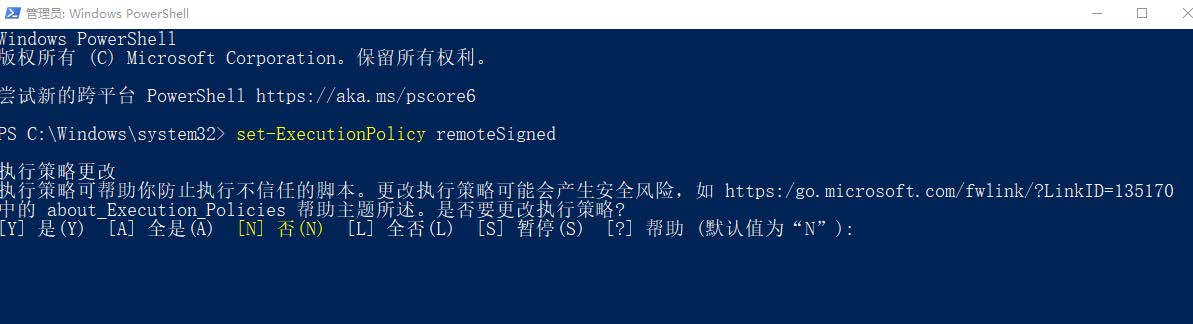 管理员: Windows PowerShell
Windows PowerShell
版权所有 (C) Microsoft Corporation。保留所有权利。
尝试新的跨平台 PowerShell https://aka.ms/pscore6
PS C:\Windows\system32> set-ExecutionPolicy remoteSigned
执行策略更改
执行策略可帮助你防止执行不信任的脚本。更改执行策略可能会产生安全风险，如 https:/go.microsoft.com/fwlink/?LinkID=135170
中的 about_Execution_Policies 帮助主题所述。是否要更改执行策略?
[Y] 是(Y)  [A] 全是(A)  [N] 否(N)  [L] 全否(L)  [S] 暂停(S)  [?] 帮助 (默认值为“N”):